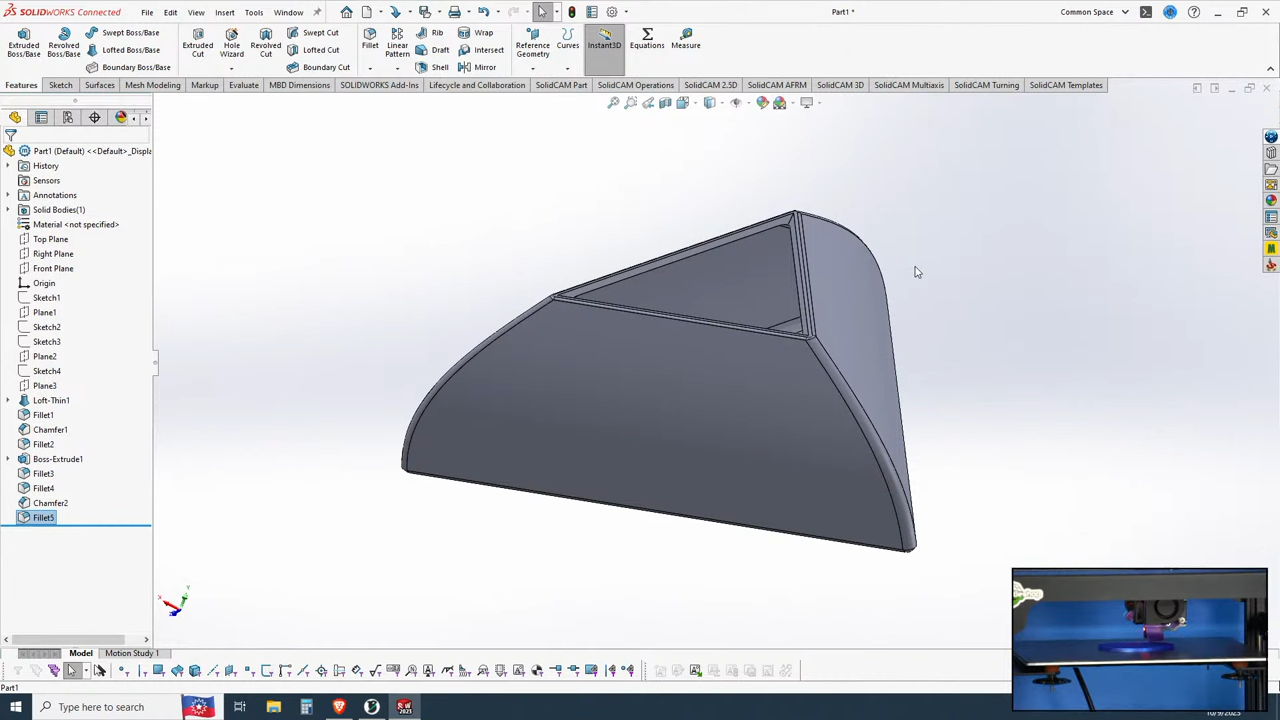 SOLIDWORKS CONNECTED
File Edit View Insert Tools Window
Part1 *
Common Space
Extruded Boss/Base
Revolved Boss/Base
Swept Boss/Base
Lofted Boss/Base
Boundary Boss/Base
Extruded Cut
Hole Wizard
Revolved Cut
Swept Cut
Lofted Cut
Boundary Cut
Fillet
Linear Pattern
Rib
Draft
Shell
Wrap
Intersect
Mirror
Reference Geometry
Curves
Instant3D
Equations
Measure
Features Sketch Surfaces Mesh Modeling Markup Evaluate MBD Dimensions SOLIDWORKS Add-Ins Lifecycle and Collaboration SolidCAM Part SolidCAM Operations SolidCAM 2.5D SolidCAM AFRM SolidCAM 3D SolidCAM Multiaxis SolidCAM Turning SolidCAM Templates
Part1 (Default) <<Default>_Displa
History
Sensors
Annotations
Solid Bodies(1)
Material <not specified>
Top Plane
Right Plane
Front Plane
Origin
Sketch1
Plane1
Sketch2
Sketch3
Plane2
Sketch4
Plane3
Loft-Thin1
Fillet1
Chamfer1
Fillet2
Boss-Extrude1
Fillet3
Fillet4
Chamfer2
Fillet5
Model Motion Study 1
Part1
Type here to search